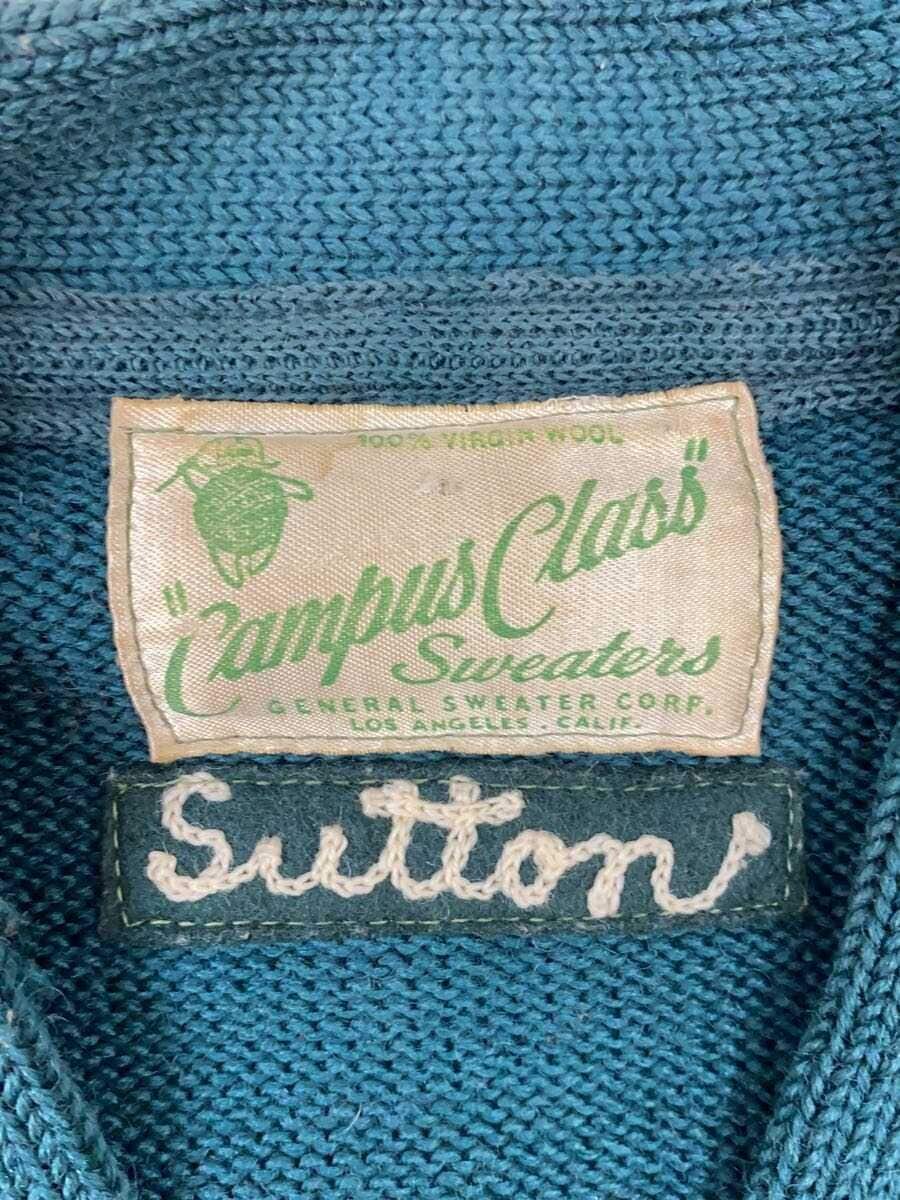 100% VIRGIN WOOL
"Campus Class"
Sweaters
GENERAL SWEATER CORP.
LOS ANGELES . CALIF.
Sutton